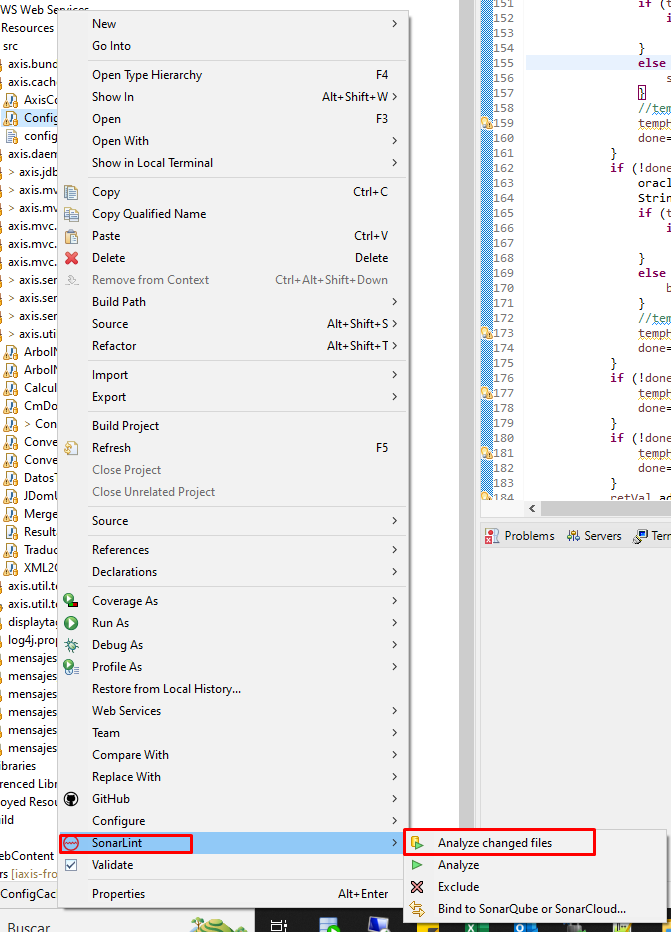 WS Web Services
Resources
src
axis.bund
axis.cach
AxisCo
Config
config
axis.daem
> axis.jdb
> axis.mv
> axis.mv
axis.mvc.
axis.mvc.
axis.mvc.
> axis.ser
> axis.ser
> axis.ser
> axis.util
ArbolN
ArbolN
Calcul
CmDo
> Con
Conve
Conve
DatosT
JDomU
Merge
Result
Traduc
XML2
axis.util.te
axis.util.to
displaytag
log4j.prop
mensajes
mensajes
mensajes
mensajes
mensajes
mensajes
ibraries
renced Libr
oyed Resou
ild
ebContent
rs [iaxis-fro
ConfigCac
New
Go Into
Open Type Hierarchy F4
Show In Alt+Shift+W >
Open F3
Open With
Show in Local Terminal
Copy Ctrl+C
Copy Qualified Name
Paste Ctrl+V
Delete Delete
Remove from Context Ctrl+Alt+Shift+Down
Build Path
Source Alt+Shift+S >
Refactor Alt+Shift+T >
Import
Export
Build Project
Refresh F5
Close Project
Close Unrelated Project
Source
References
Declarations
Coverage As
Run As
Debug As
Profile As
Restore from Local History...
Web Services
Team
Compare With
Replace With
GitHub
Configure
SonarLint
Validate
Properties Alt+Enter
Analyze changed files
Analyze
Exclude
Bind to SonarQube or SonarCloud...
151 if (t
152 i
153
154 }
155 else
156 s
157 }
158 //tem
159 tempH
160 done=
161 }
162 if (!done
163 oracl
164 Strin
165 if (t
166 i
167
168 }
169 else
170 b
171 }
172 //tem
173 tempH
174 done=
175 }
176 if (!done
177 tempH
178 done=
179 }
180 if (!done
181 tempH
182 done=
183 }
184 retVal.ad
Problems Servers Terr
Buscar